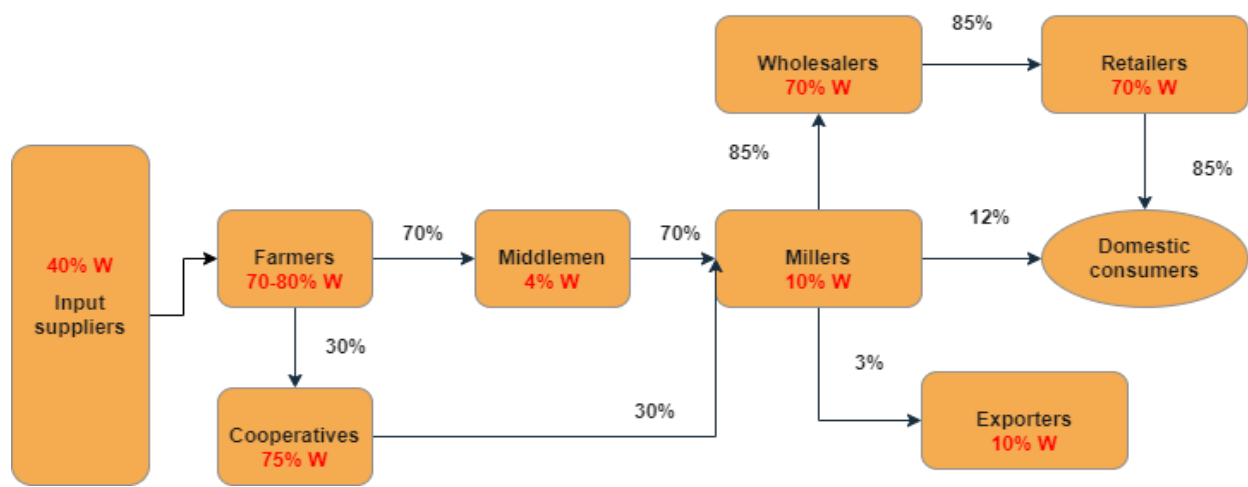 40% W
Input
suppliers
Farmers
70-80% W
70%
Middlemen
4% W
70%
30%
Cooperatives
75% W
30%
Millers
10% W
85%
Wholesalers
70% W
85%
Retailers
70% W
85%
12%
Domestic
consumers
3%
Exporters
10% W